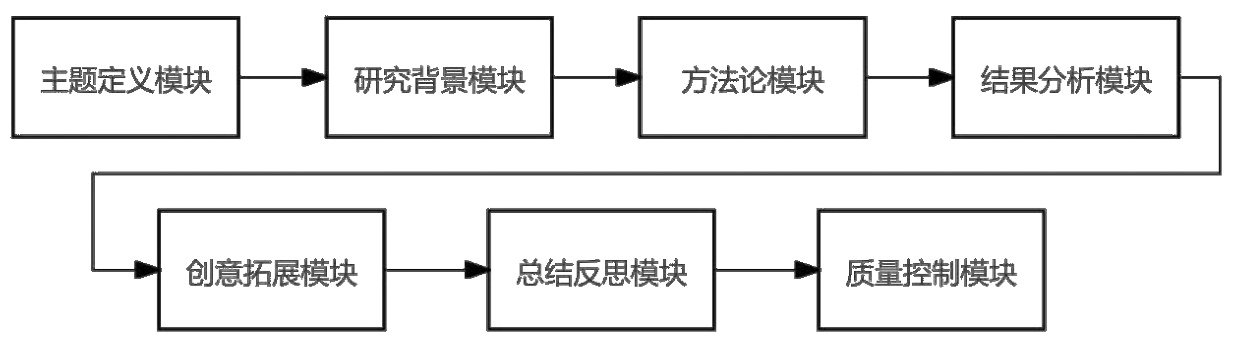 主题定义模块
研究背景模块
方法论模块
结果分析模块
创意拓展模块
总结反思模块
质量控制模块